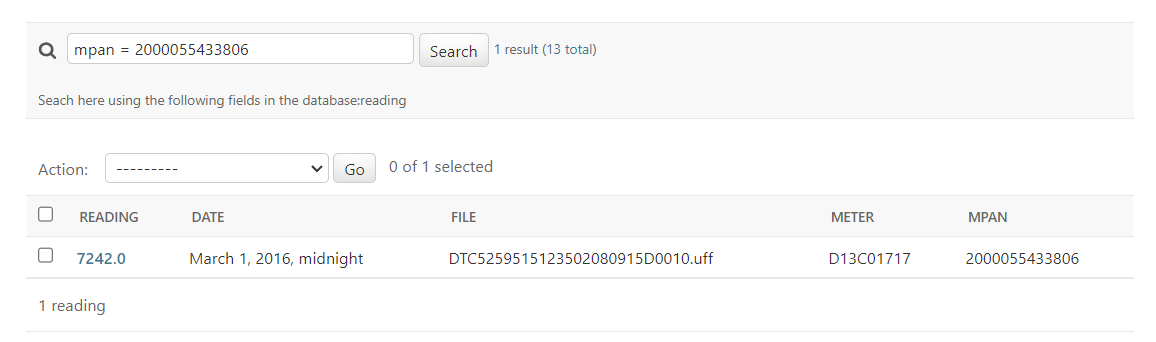 mpan = 2000055433806 Search 1 result (13 total)
Seach here using the following fields in the database:reading
Action: --------- Go 0 of 1 selected
READING DATE FILE METER MPAN
7242.0 March 1, 2016, midnight DTC5259515123502080915D0010.uff D13C01717 2000055433806
1 reading